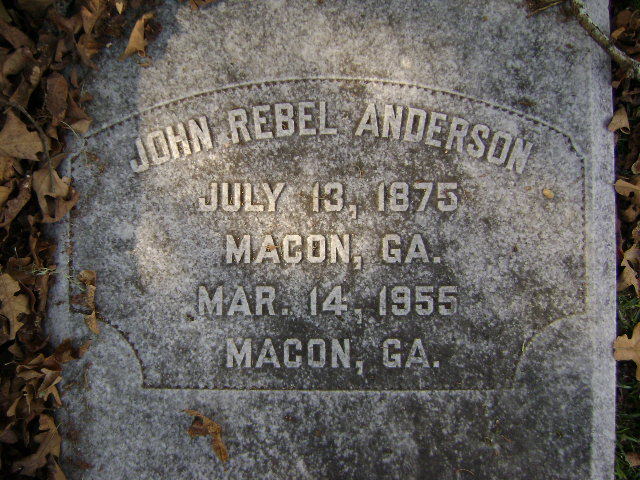 JOHN REBEL ANDERSON
JULY 13, 1875
MACON, GA.
MAR. 14, 1955
MACON, GA.